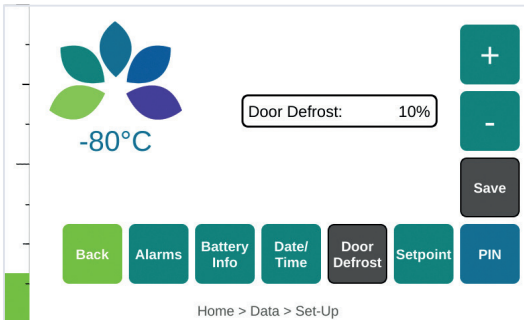 +
Door Defrost: 10%
-
-80°C
Save
Back
Alarms
Battery
Info
Date/
Time
Door
Defrost
Setpoint
PIN
Home > Data > Set-Up